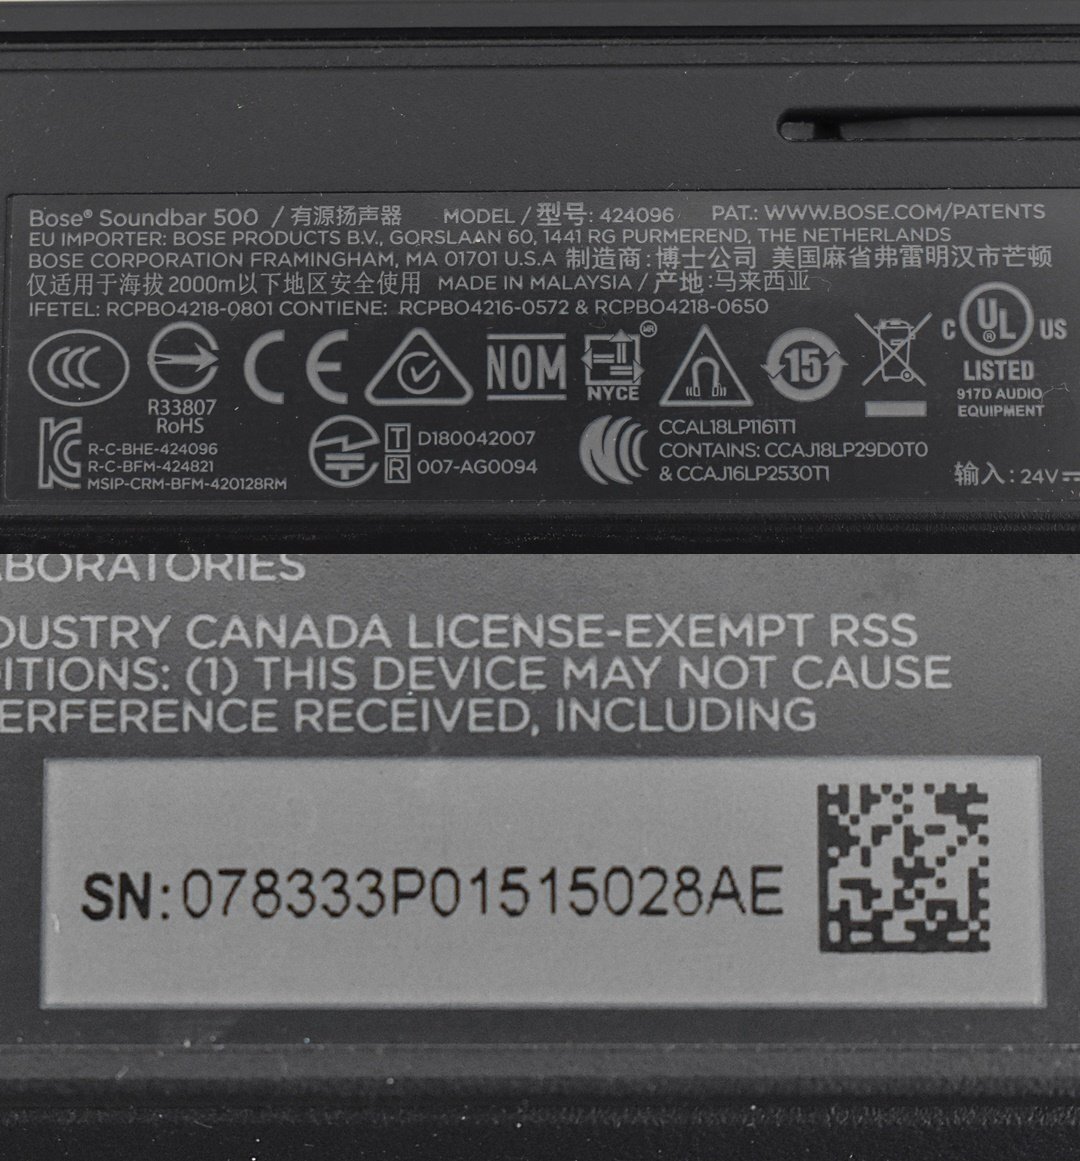 Bose® Soundbar 500 / 有源扬声器 MODEL / 型号: 424096 PAT.: WWW.BOSE.COM/PATENTS
EU IMPORTER: BOSE PRODUCTS B.V., GORSLAAN 60, 1441 RG PURMEREND, THE NETHERLANDS
BOSE CORPORATION FRAMINGHAM, MA 01701 U.S.A 制造商: 博士公司 美国麻省弗雷明汉市芒顿
仅适用于海拔2000m以下地区安全使用 MADE IN MALAYSIA / 产地:马来西亚
IFETEL: RCPBO4218-0801 CONTIENE: RCPBO4216-0572 & RCPBO4218-0650
CCC
R33807
RoHS
CE
NOM
NYCE
MR
15
C UL US
®
LISTED
917D AUDIO
EQUIPMENT
KC
R-C-BHE-424096
R-C-BFM-424821
MSIP-CRM-BFM-420128RM
T D180042007
R 007-AG0094
CCAL18LP1161T1
CONTAINS: CCAJ18LP29D0T0
& CCAJ16LP2530T1
输入: 24V
ABORATORIES
DUSTRY CANADA LICENSE-EXEMPT RSS
DITIONS: (1) THIS DEVICE MAY NOT CAUSE
ERFERENCE RECEIVED, INCLUDING
SN:078333P01515028AE